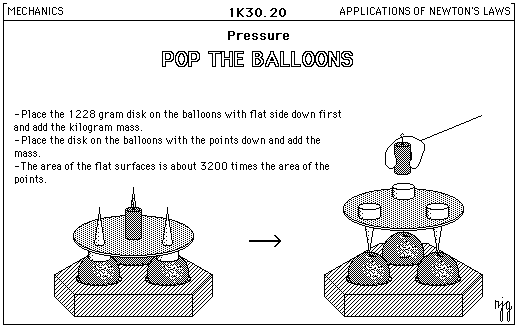 MECHANICS
1K30.20
APPLICATIONS OF NEWTON'S LAWS
Pressure
POP THE BALLOONS
-Place the 1228 gram disk on the balloons with flat side down first
and add the kilogram mass.
-Place the disk on the balloons with the points down and add the
mass.
-The area of the flat surfaces is about 3200 times the area of the
points.
njg